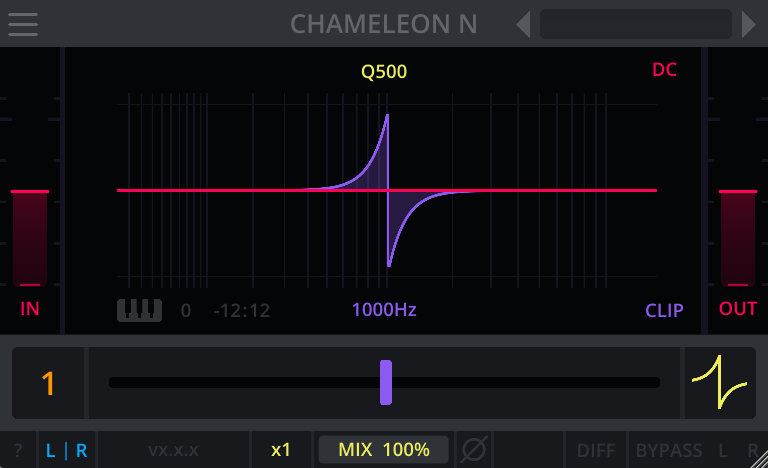 CHAMELEON N
Q500
DC
IN
OUT
0 -12:12
1000Hz
CLIP
1
? L | R vx.x.x x1 MIX 100% DIFF BYPASS L R